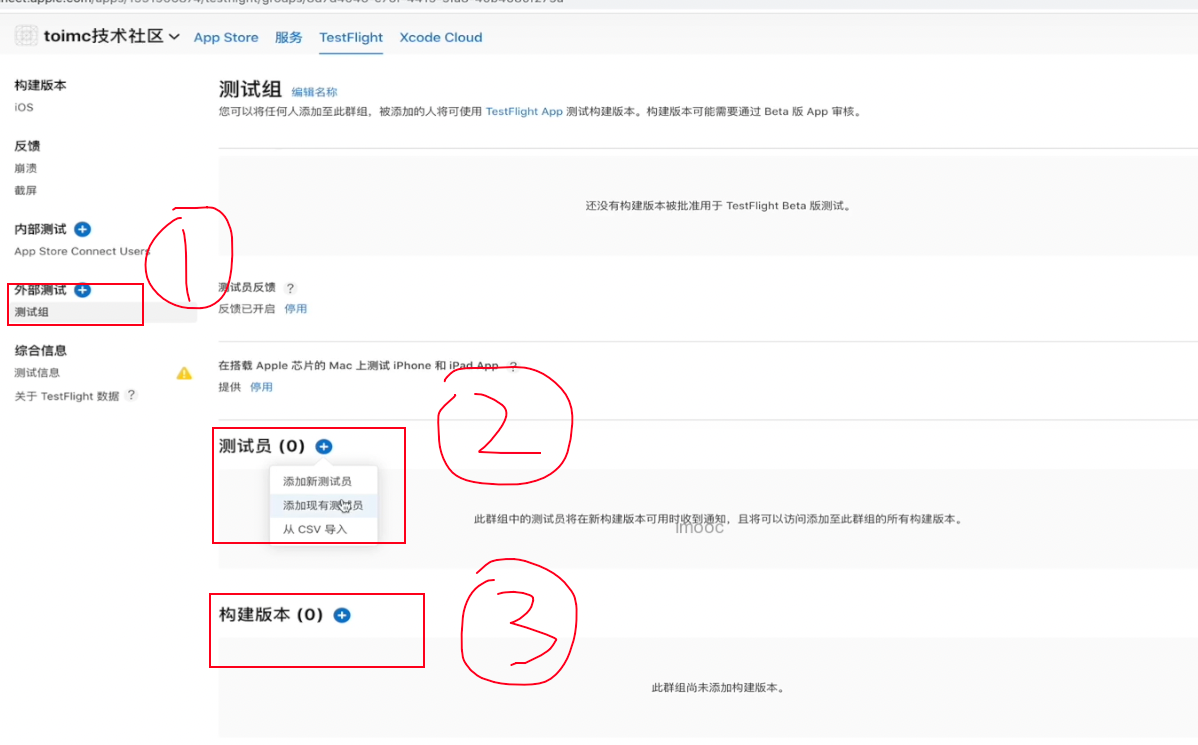 toimc技术社区 App Store 服务 TestFlight Xcode Cloud
构建版本
iOS
反馈
崩溃
截屏
内部测试
App Store Connect Users
外部测试
测试组
综合信息
测试信息
关于 TestFlight 数据 ?
测试组 编辑名称
您可以将任何人添加至此群组，被添加的人将可使用 TestFlight App 测试构建版本。构建版本可能需要通过 Beta 版 App 审核。
还没有构建版本被批准用于 TestFlight Beta 版测试。
1
测试员反馈 ?
反馈已开启 停用
在搭载 Apple 芯片的 Mac 上测试 iPhone 和 iPad App ?
提供 停用
2
测试员 (0)
添加新测试员
添加现有测试员
从 CSV 导入
此群组中的测试员将在新构建版本可用时收到通知，且将可以访问添加至此群组的所有构建版本。
imooc
构建版本 (0)
3
此群组尚未添加构建版本。